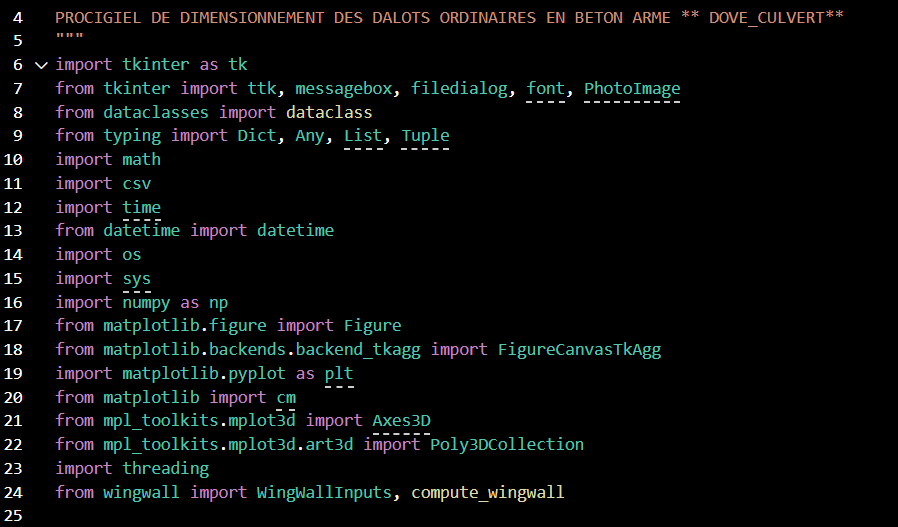 4 PROCIGIEL DE DIMENSIONNEMENT DES DALOTS ORDINAIRES EN BETON ARME ** DOVE_CULVERT**
5 """
6 import tkinter as tk
7 from tkinter import ttk, messagebox, filedialog, font, PhotoImage
8 from dataclasses import dataclass
9 from typing import Dict, Any, List, Tuple
10 import math
11 import csv
12 import time
13 from datetime import datetime
14 import os
15 import sys
16 import numpy as np
17 from matplotlib.figure import Figure
18 from matplotlib.backends.backend_tkagg import FigureCanvasTkAgg
19 import matplotlib.pyplot as plt
20 from matplotlib import cm
21 from mpl_toolkits.mplot3d import Axes3D
22 from mpl_toolkits.mplot3d.art3d import Poly3DCollection
23 import threading
24 from wingwall import WingWallInputs, compute_wingwall
25